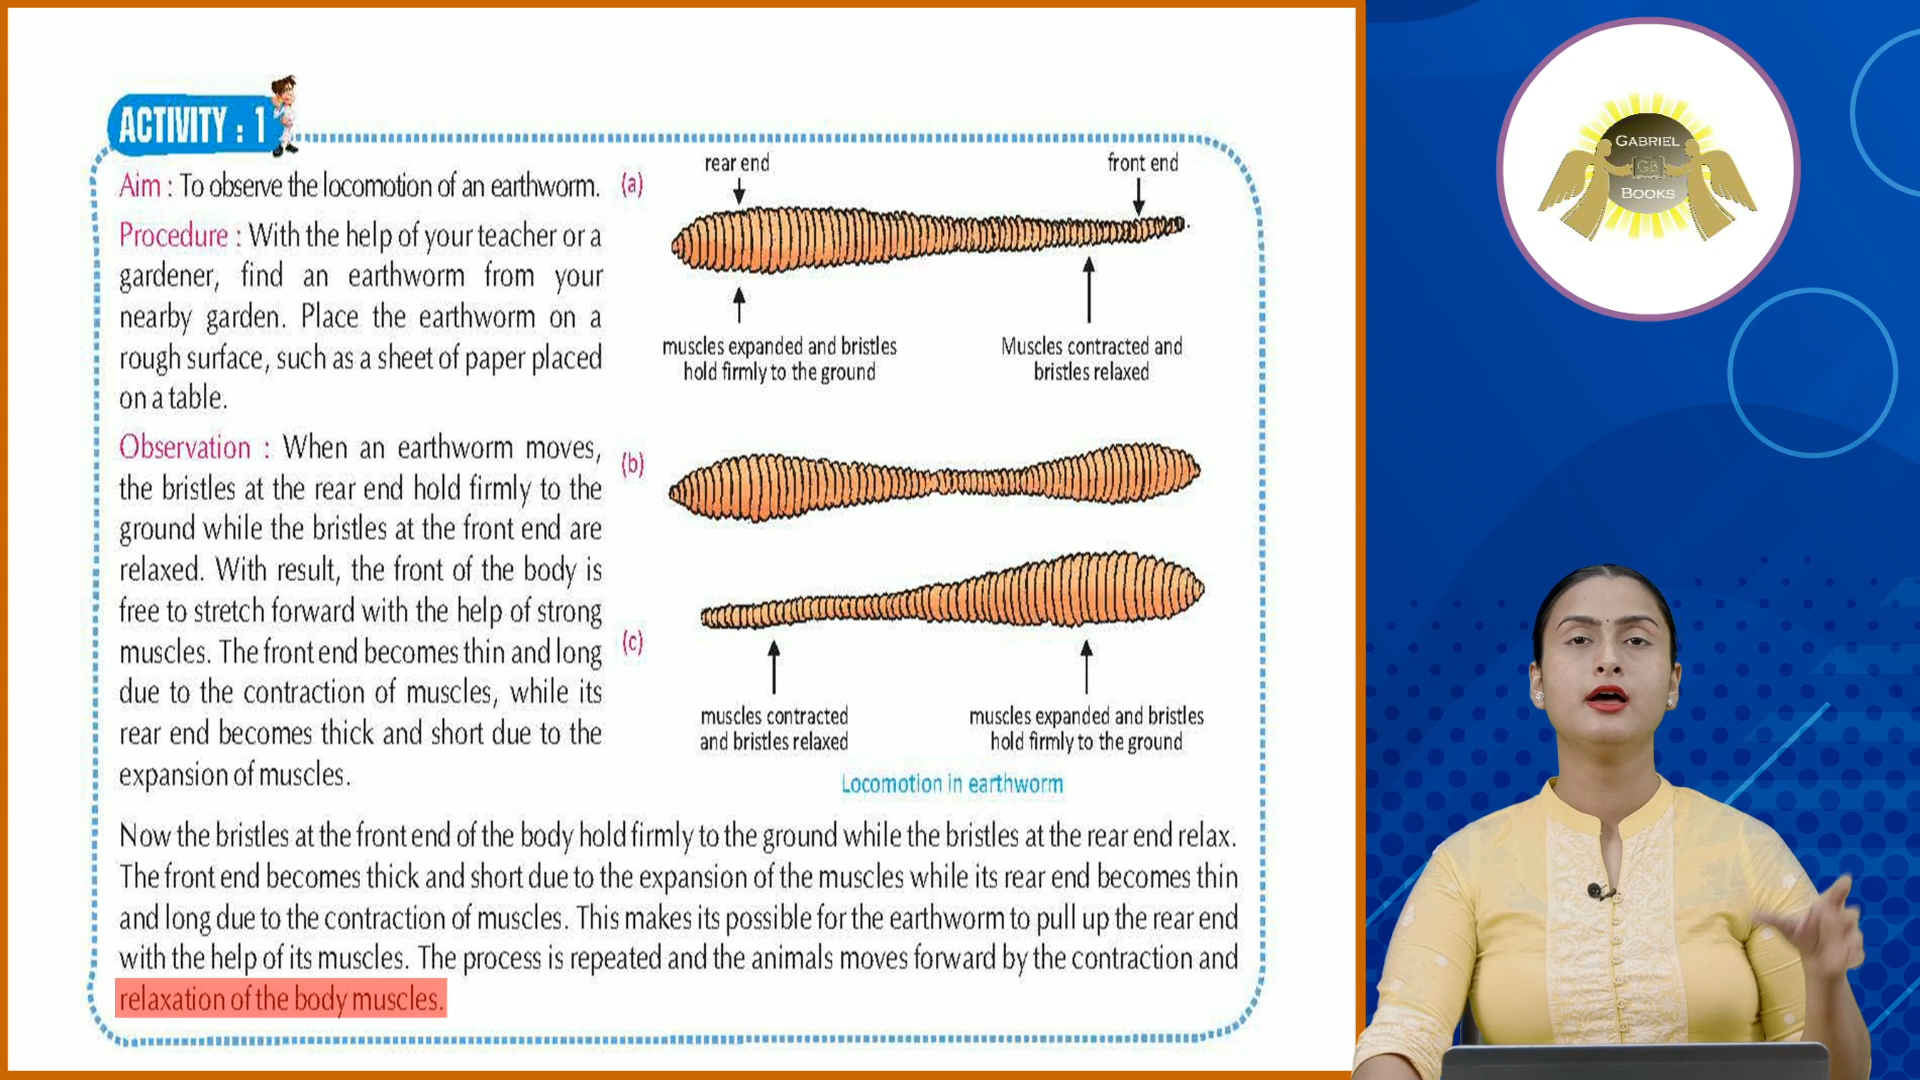 ACTIVITY : 1
Aim : To observe the locomotion of an earthworm.
Procedure : With the help of your teacher or a
gardener, find an earthworm from your
nearby garden. Place the earthworm on a
rough surface, such as a sheet of paper placed
on a table.
Observation : When an earthworm moves,
the bristles at the rear end hold firmly to the
ground while the bristles at the front end are
relaxed. With result, the front of the body is
free to stretch forward with the help of strong
muscles. The front end becomes thin and long
due to the contraction of muscles, while its
rear end becomes thick and short due to the
expansion of muscles.
(a)
rear end
front end
muscles expanded and bristles
hold firmly to the ground
Muscles contracted and
bristles relaxed
(b)
(c)
muscles contracted
and bristles relaxed
muscles expanded and bristles
hold firmly to the ground
Locomotion in earthworm
Now the bristles at the front end of the body hold firmly to the ground while the bristles at the rear end relax.
The front end becomes thick and short due to the expansion of the muscles while its rear end becomes thin
and long due to the contraction of muscles. This makes its possible for the earthworm to pull up the rear end
with the help of its muscles. The process is repeated and the animals moves forward by the contraction and
relaxation of the body muscles.
GABRIEL
GB
BOOKS